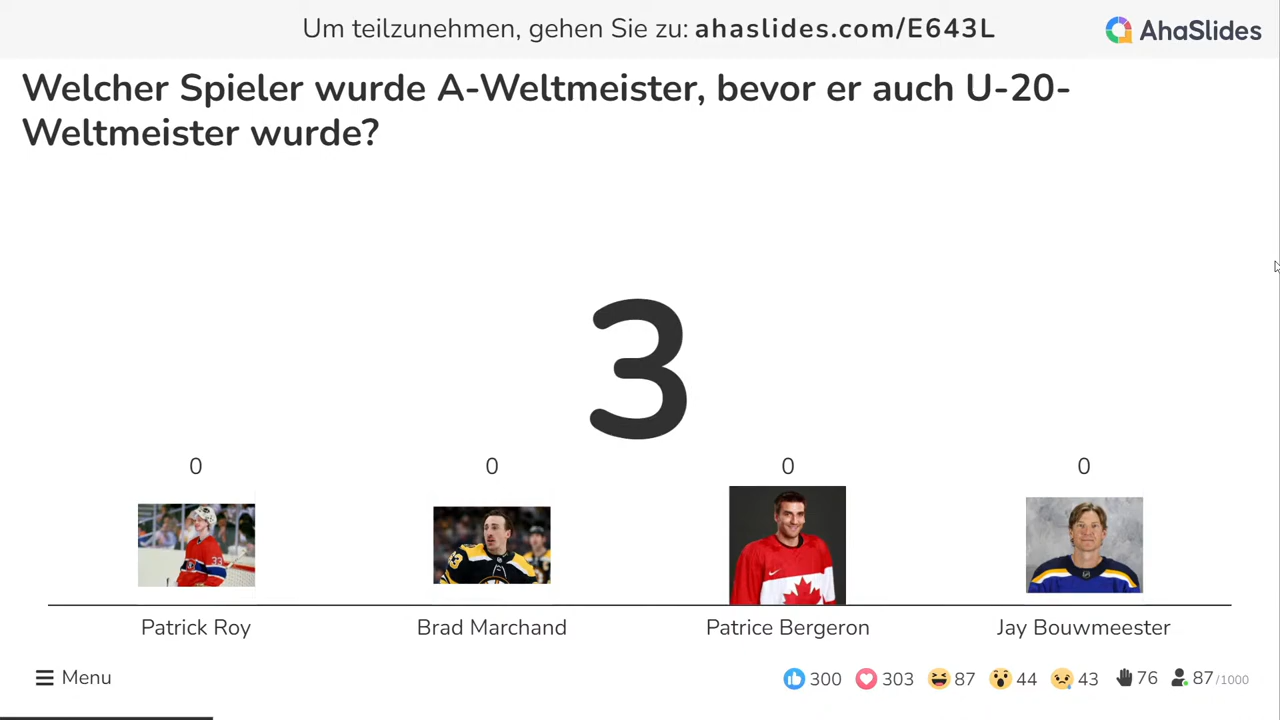 Um teilzunehmen, gehen Sie zu: ahaslides.com/E643L
AhaSlides
Welcher Spieler wurde A-Weltmeister, bevor er auch U-20-
Weltmeister wurde?
3
0 0 0 0
Patrick Roy Brad Marchand Patrice Bergeron Jay Bouwmeester
Menu 300 303 87 44 43 76 87/1000